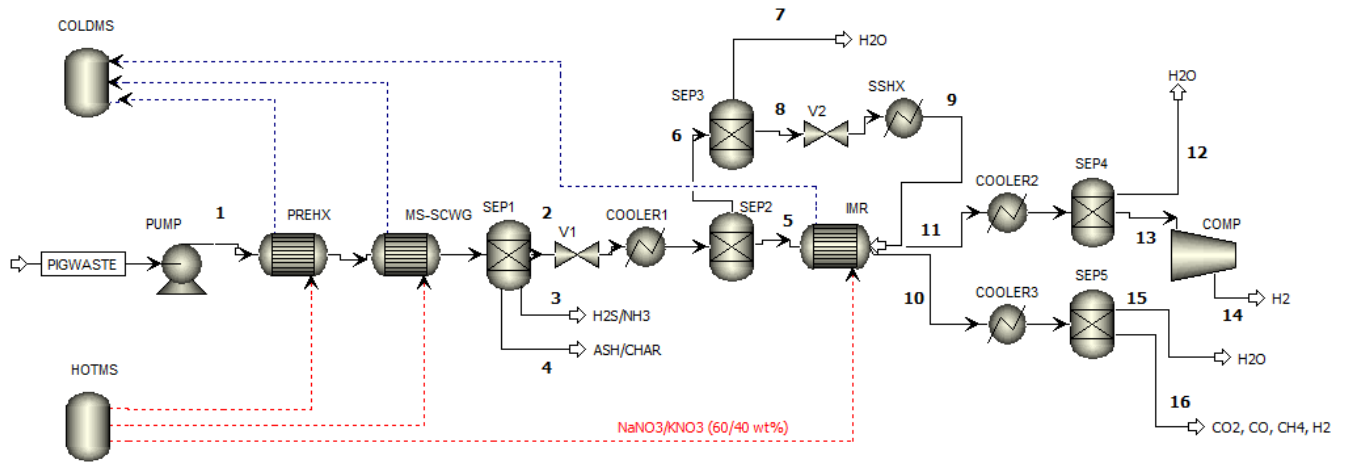 COLDMS
7
H2O
H2O
SEP3
8
V2
SSHX
9
6
12
SEP4
COOLER2
PUMP
1
PREHX
MS-SCWG
SEP1
2
COOLER1
SEP2
5
IMR
11
V1
13
COMP
PIGWASTE
10
COOLER3
SEP5
15
14
H2
3
H2S/NH3
4
ASH/CHAR
H2O
HOTMS
NaNO3/KNO3 (60/40 wt%)
16
CO2, CO, CH4, H2